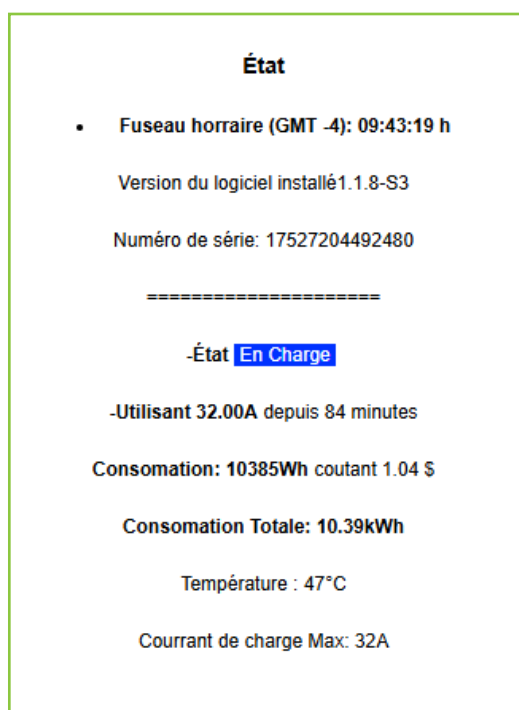 État
Fuseau horraire (GMT -4): 09:43:19 h
Version du logiciel installé1.1.8-S3
Numéro de série: 17527204492480
=====================
-État En Charge
-Utilisant 32.00A depuis 84 minutes
Consomation: 10385Wh coutant 1.04 $
Consomation Totale: 10.39kWh
Température : 47°C
Courrant de charge Max: 32A